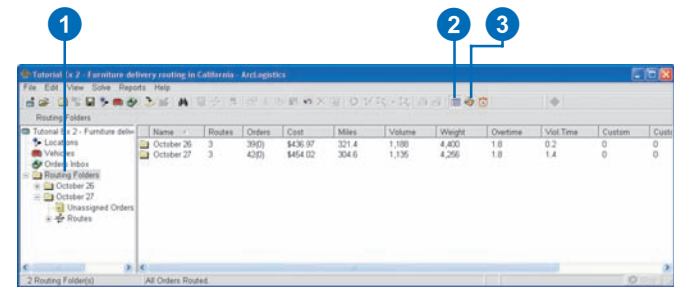 1 2 3
Tutorial Ex 2 - Furniture delivery routing in California - ArcLogistics
File Edit View Solve Reports Help
Routing Folders
Tutorial Ex 2 - Furniture deliv
Locations
Vehicles
Orders Inbox
Routing Folders
October 26
October 27
Unassigned Orders
Routes
Name Routes Orders Cost Miles Volume Weight Overtime Viol.Time Custom Custo
October 26 3 39(0) $436.97 321.4 1,188 4,400 1.8 0.2 0 0
October 27 3 42(0) $454.02 304.6 1,135 4,256 1.8 1.4 0 0
2 Routing Folder(s) All Orders Routed.